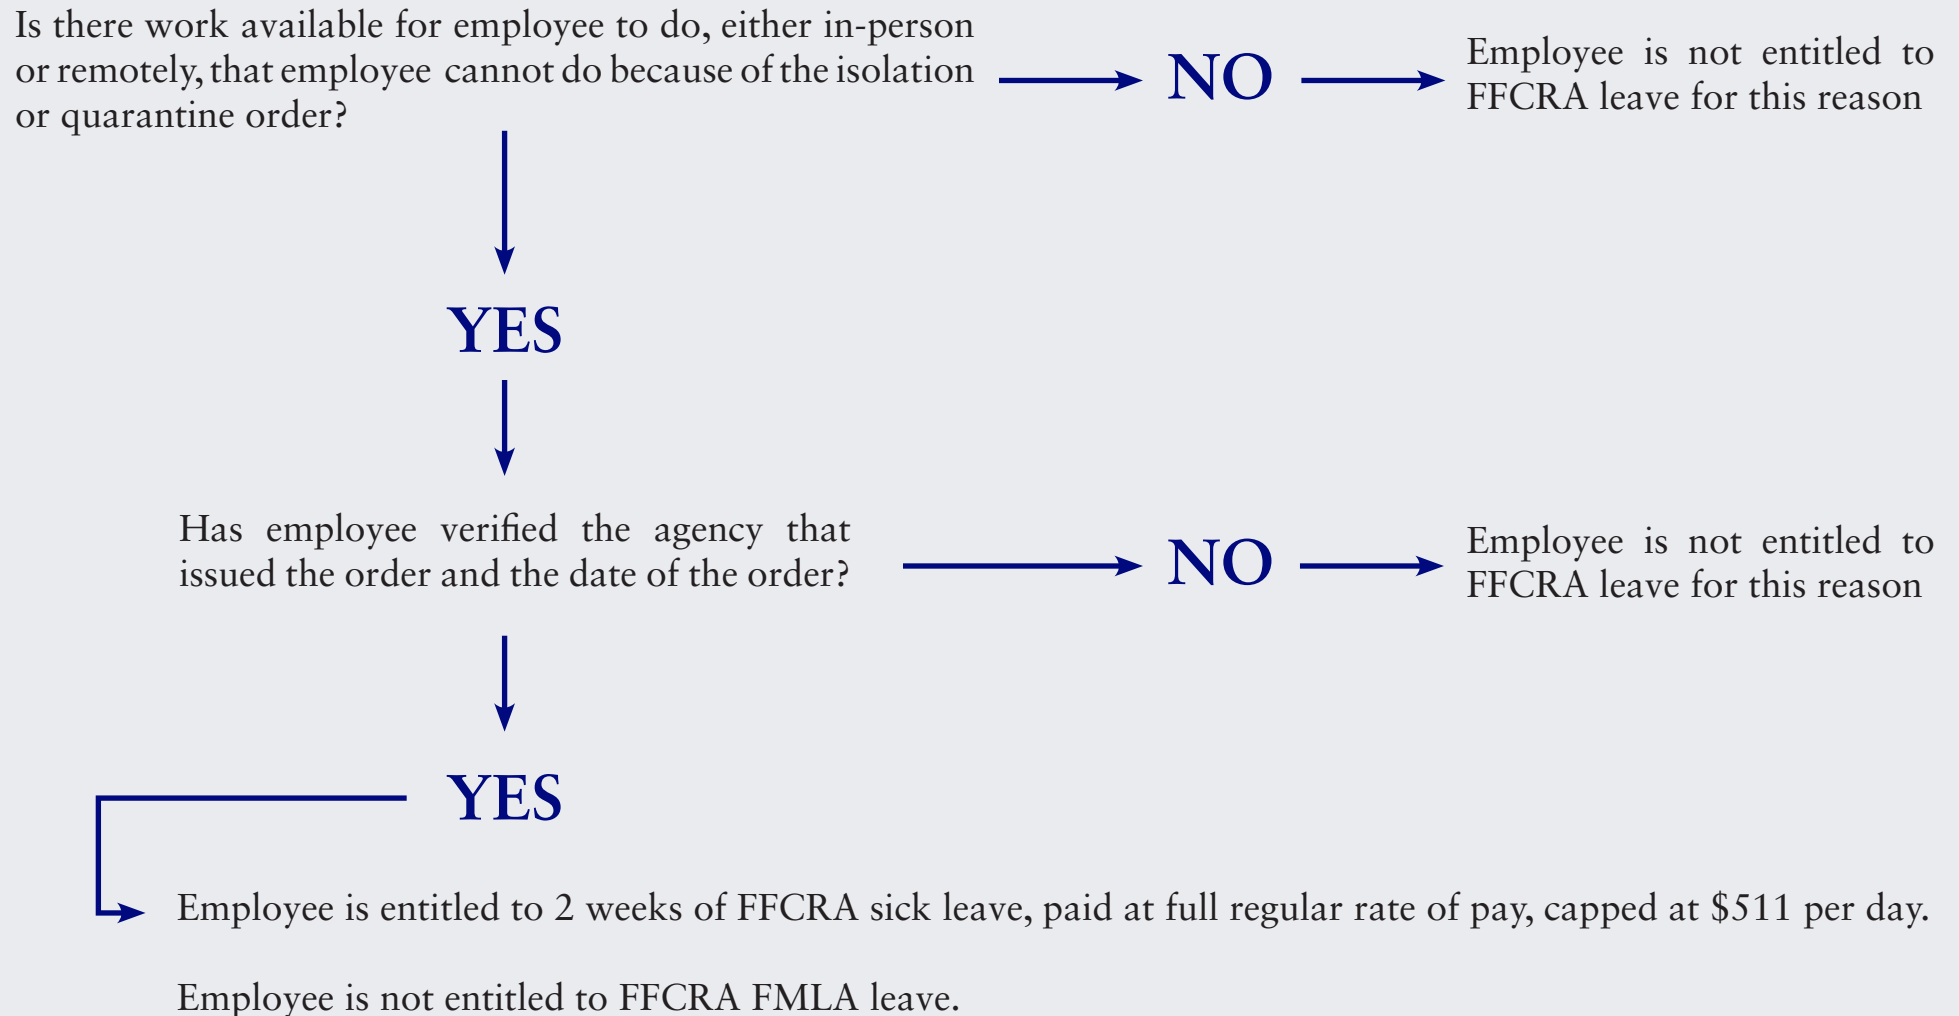 Is there work available for employee to do, either in-person
or remotely, that employee cannot do because of the isolation
or quarantine order?
NO
Employee is not entitled to
FFCRA leave for this reason
YES
Has employee verified the agency that
issued the order and the date of the order?
NO
Employee is not entitled to
FFCRA leave for this reason
YES
Employee is entitled to 2 weeks of FFCRA sick leave, paid at full regular rate of pay, capped at $511 per day.
Employee is not entitled to FFCRA FMLA leave.